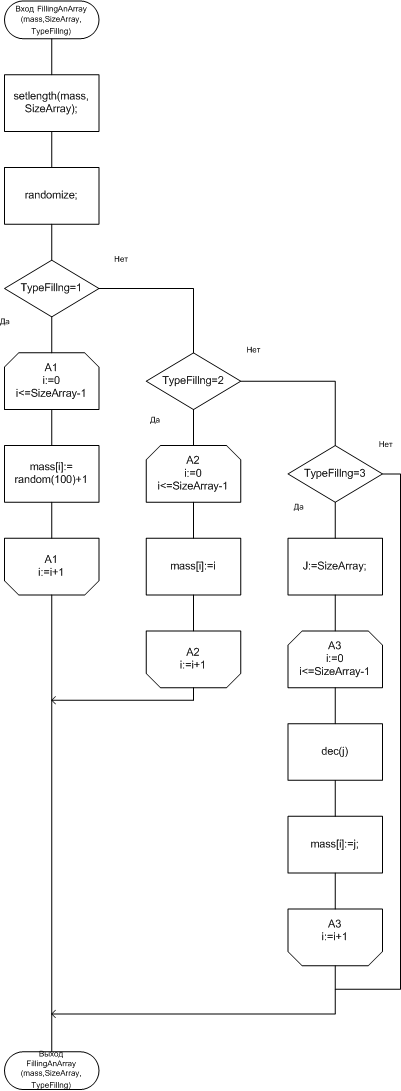 Вход FillingAnArray
(mass,SizeArray,
TypeFillng)
setlength(mass,
SizeArray);
randomize;
TypeFillng=1
Нет
Да
A1
i:=0
i<=SizeArray-1
mass[i]:=
random(100)+1
A1
i:=i+1
TypeFillng=2
Нет
Да
A2
i:=0
i<=SizeArray-1
mass[i]:=i
A2
i:=i+1
TypeFillng=3
Нет
Да
J:=SizeArray;
A3
i:=0
i<=SizeArray-1
dec(j)
mass[i]:=j;
A3
i:=i+1
Выход
FillingAnArray
(mass,SizeArray,
TypeFillng)